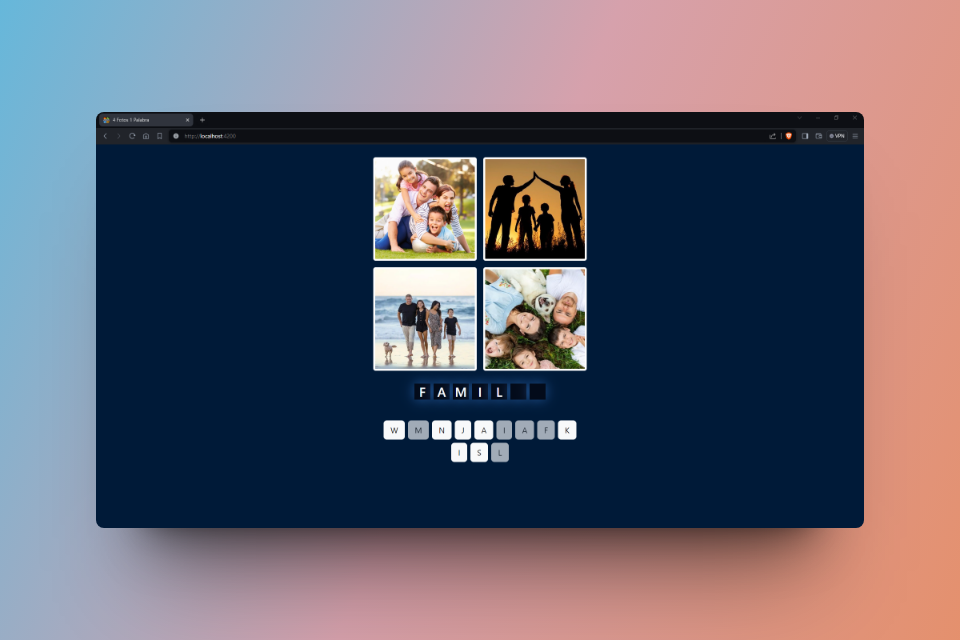 4 Fotos 1 Palabra
http://localhost:4200
VPN
F A M I L
W M N J A I A F K
I S L